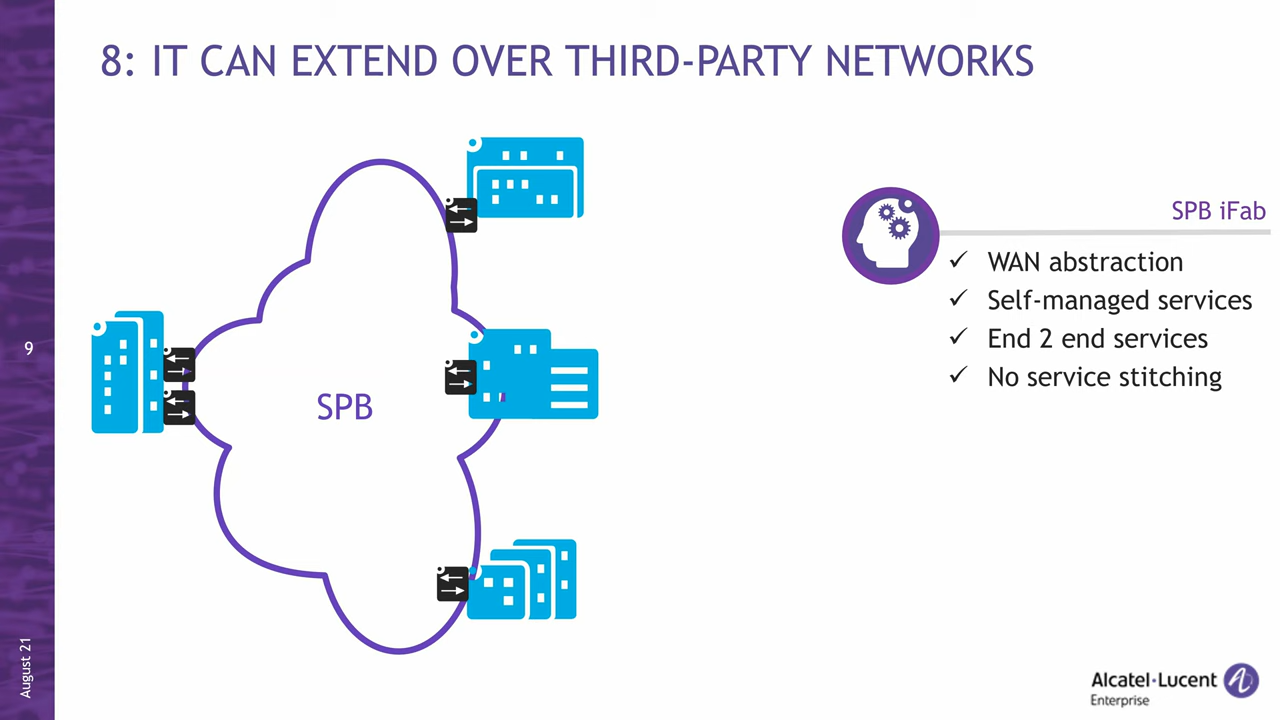 8: IT CAN EXTEND OVER THIRD-PARTY NETWORKS
SPB
SPB iFab
✓ WAN abstraction
✓ Self-managed services
✓ End 2 end services
✓ No service stitching
9
August 21
Alcatel·Lucent
Enterprise